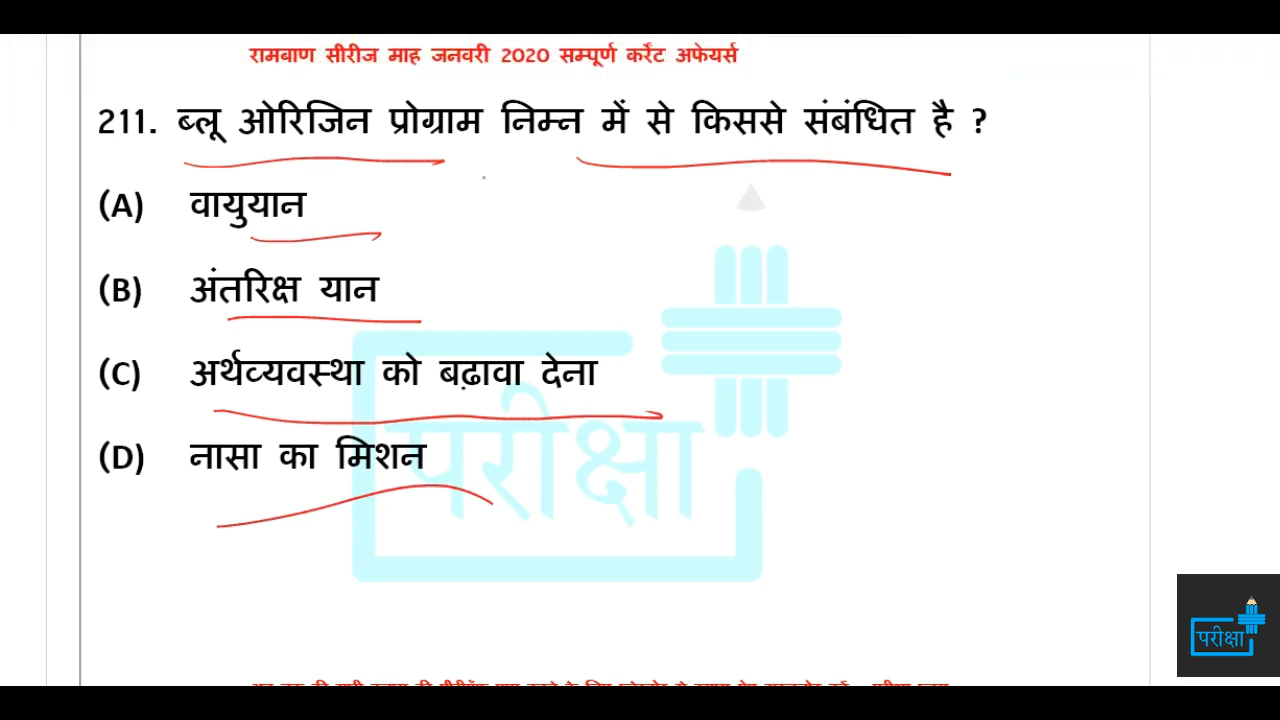 रामबाण सीरीज माह जनवरी 2020 सम्पूर्ण करेंट अफेयर्स
211. ब्लू ओरिजिन प्रोग्राम निम्न में से किससे संबंधित है ?
(A) वायुयान
(B) अंतरिक्ष यान
(C) अर्थव्यवस्था को बढ़ावा देना
(D) नासा का मिशन
परीक्षा
परीक्षा